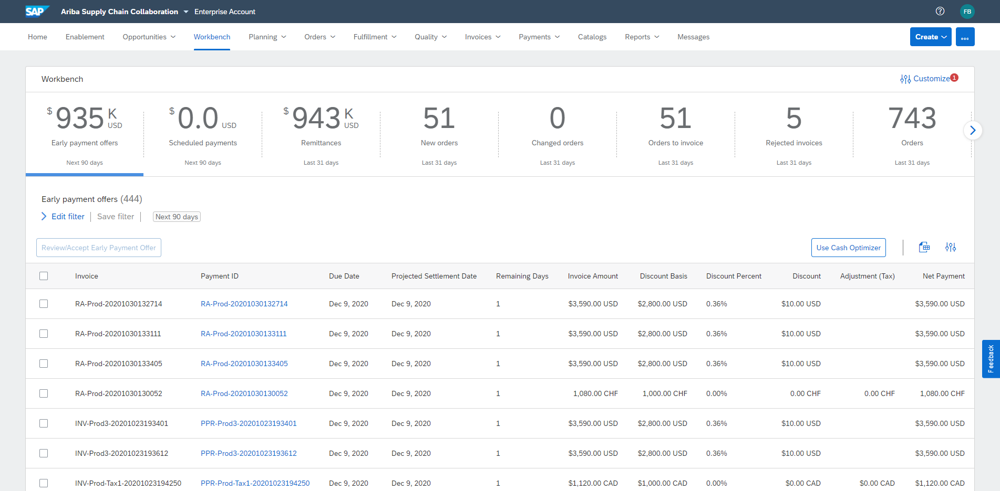 SAP Ariba Supply Chain Collaboration Enterprise Account FB
Home Enablement Opportunities Workbench Planning Orders Fulfillment Quality Invoices Payments Catalogs Reports Messages Create
Workbench Customize 1
$ 935 K USD $ 0.0 USD $ 943 K USD 51 0 51 5 743
Early payment offers Scheduled payments Remittances New orders Changed orders Orders to invoice Rejected invoices Orders
Next 90 days Next 90 days Last 31 days Last 31 days Last 31 days Last 31 days Last 31 days Last 31 days
Early payment offers (444)
Edit filter Save filter Next 90 days
Review/Accept Early Payment Offer Use Cash Optimizer
Invoice Payment ID Due Date Projected Settlement Date Remaining Days Invoice Amount Discount Basis Discount Percent Discount Adjustment (Tax) Net Payment
RA-Prod-20201030132714 RA-Prod-20201030132714 Dec 9, 2020 Dec 9, 2020 1 $3,590.00 USD $2,800.00 USD 0.36% $10.00 USD $3,590.00 USD
RA-Prod-20201030133111 RA-Prod-20201030133111 Dec 9, 2020 Dec 9, 2020 1 $3,590.00 USD $2,800.00 USD 0.36% $10.00 USD $3,590.00 USD
RA-Prod-20201030133405 RA-Prod-20201030133405 Dec 9, 2020 Dec 9, 2020 1 $3,590.00 USD $2,800.00 USD 0.36% $10.00 USD $3,590.00 USD
RA-Prod-20201030130052 RA-Prod-20201030130052 Dec 9, 2020 Dec 9, 2020 1 1,080.00 CHF 1,000.00 CHF 0.00% 0.00 CHF 0.00 CHF 1,080.00 CHF
INV-Prod3-20201023193401 PPR-Prod3-20201023193401 Dec 9, 2020 Dec 9, 2020 1 $3,590.00 USD $2,800.00 USD 0.36% $10.00 USD $3,590.00 USD
INV-Prod3-20201023193612 PPR-Prod3-20201023193612 Dec 9, 2020 Dec 9, 2020 1 $3,590.00 USD $2,800.00 USD 0.36% $10.00 USD $3,590.00 USD
INV-Prod-Tax1-20201023194250 PPR-Prod-Tax1-20201023194250 Dec 9, 2020 Dec 9, 2020 1 $1,120.00 CAD $1,000.00 CAD 0.00% $0.00 CAD $0.00 CAD $1,120.00 CAD
Feedback